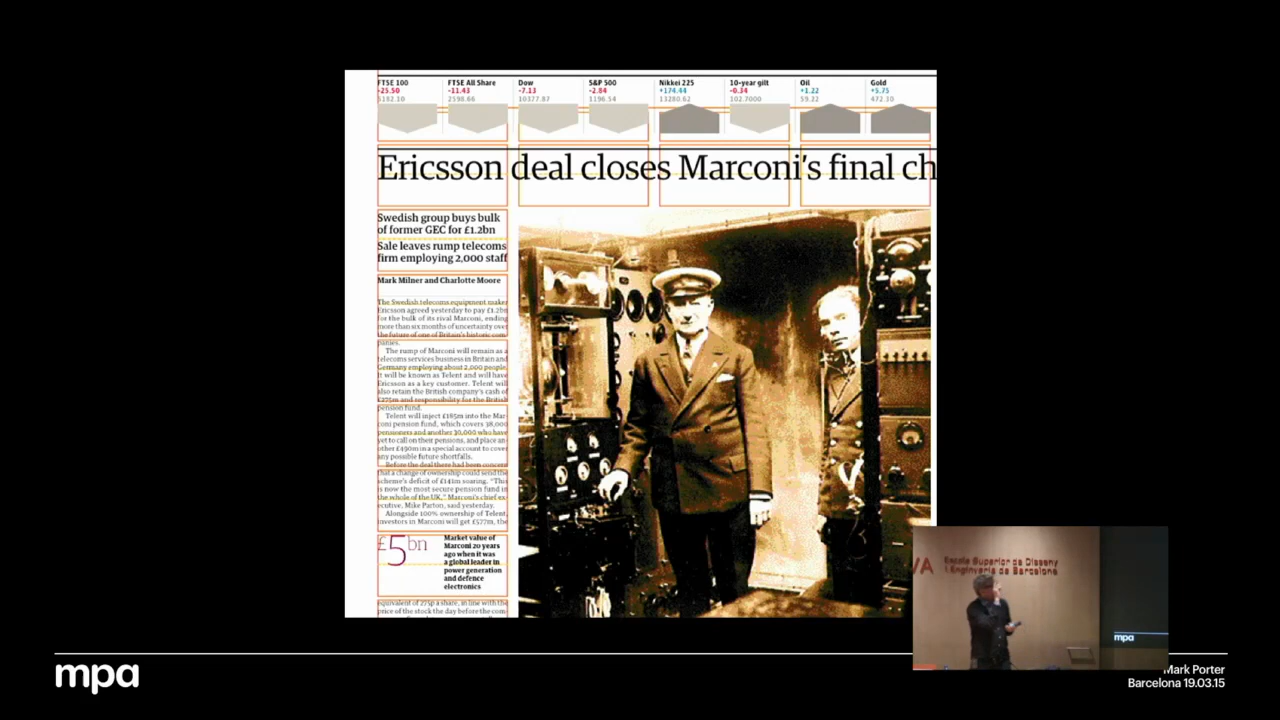 FTSE 100
-25.50
5192.10
FTSE All Share
-11.43
2598.66
Dow
-7.13
10377.87
S&P 500
-2.84
1196.54
Nikkei 225
+174.44
13280.62
10-year gilt
-0.34
102.7000
Oil
+1.22
59.22
Gold
+5.75
472.10
Ericsson deal closes Marconi's final ch
Swedish group buys bulk
of former GEC for £1.2bn
Sale leaves rump telecoms
firm employing 2,000 staff
Mark Milner and Charlotte Moore
The Swedish telecoms equipment maker
Ericsson agreed yesterday to pay £1.2bn
for the bulk of its rival Marconi, ending
more than six months of uncertainty over
the future of one of Britain's historic com-
panies.
The rump of Marconi will remain as a
telecoms services business in Britain and
Germany employing about 2,000 people.
It will be known as Telent and will have
Ericsson as a key customer. Telent will
also retain the British company's cash of
£275m and responsibility for the British
pension fund.
Telent will inject £185m into the Mar-
coni pension fund, which covers 38,000
pensioners and another 30,000 who have
yet to call on their pensions, and place an-
other £490m in a special account to cover
any possible future shortfalls.
Before the deal there had been concern
that a change of ownership could send the
scheme's deficit of £141m soaring. "This
is now the most secure pension fund in
the whole of the UK," Marconi's chief ex-
ecutive, Mike Parton, said yesterday.
Alongside 100% ownership of Telent,
investors in Marconi will get £577m, the
£5bn
Market value of
Marconi 20 years
ago when it was
a global leader in
power generation
and defence
electronics
equivalent of 275p a share, in line with the
price of the stock the day before the com-
VA
Escola Superior de Disseny
i Enginyeria de Barcelona
mpa
mpa
Mark Porter
Barcelona 19.03.15